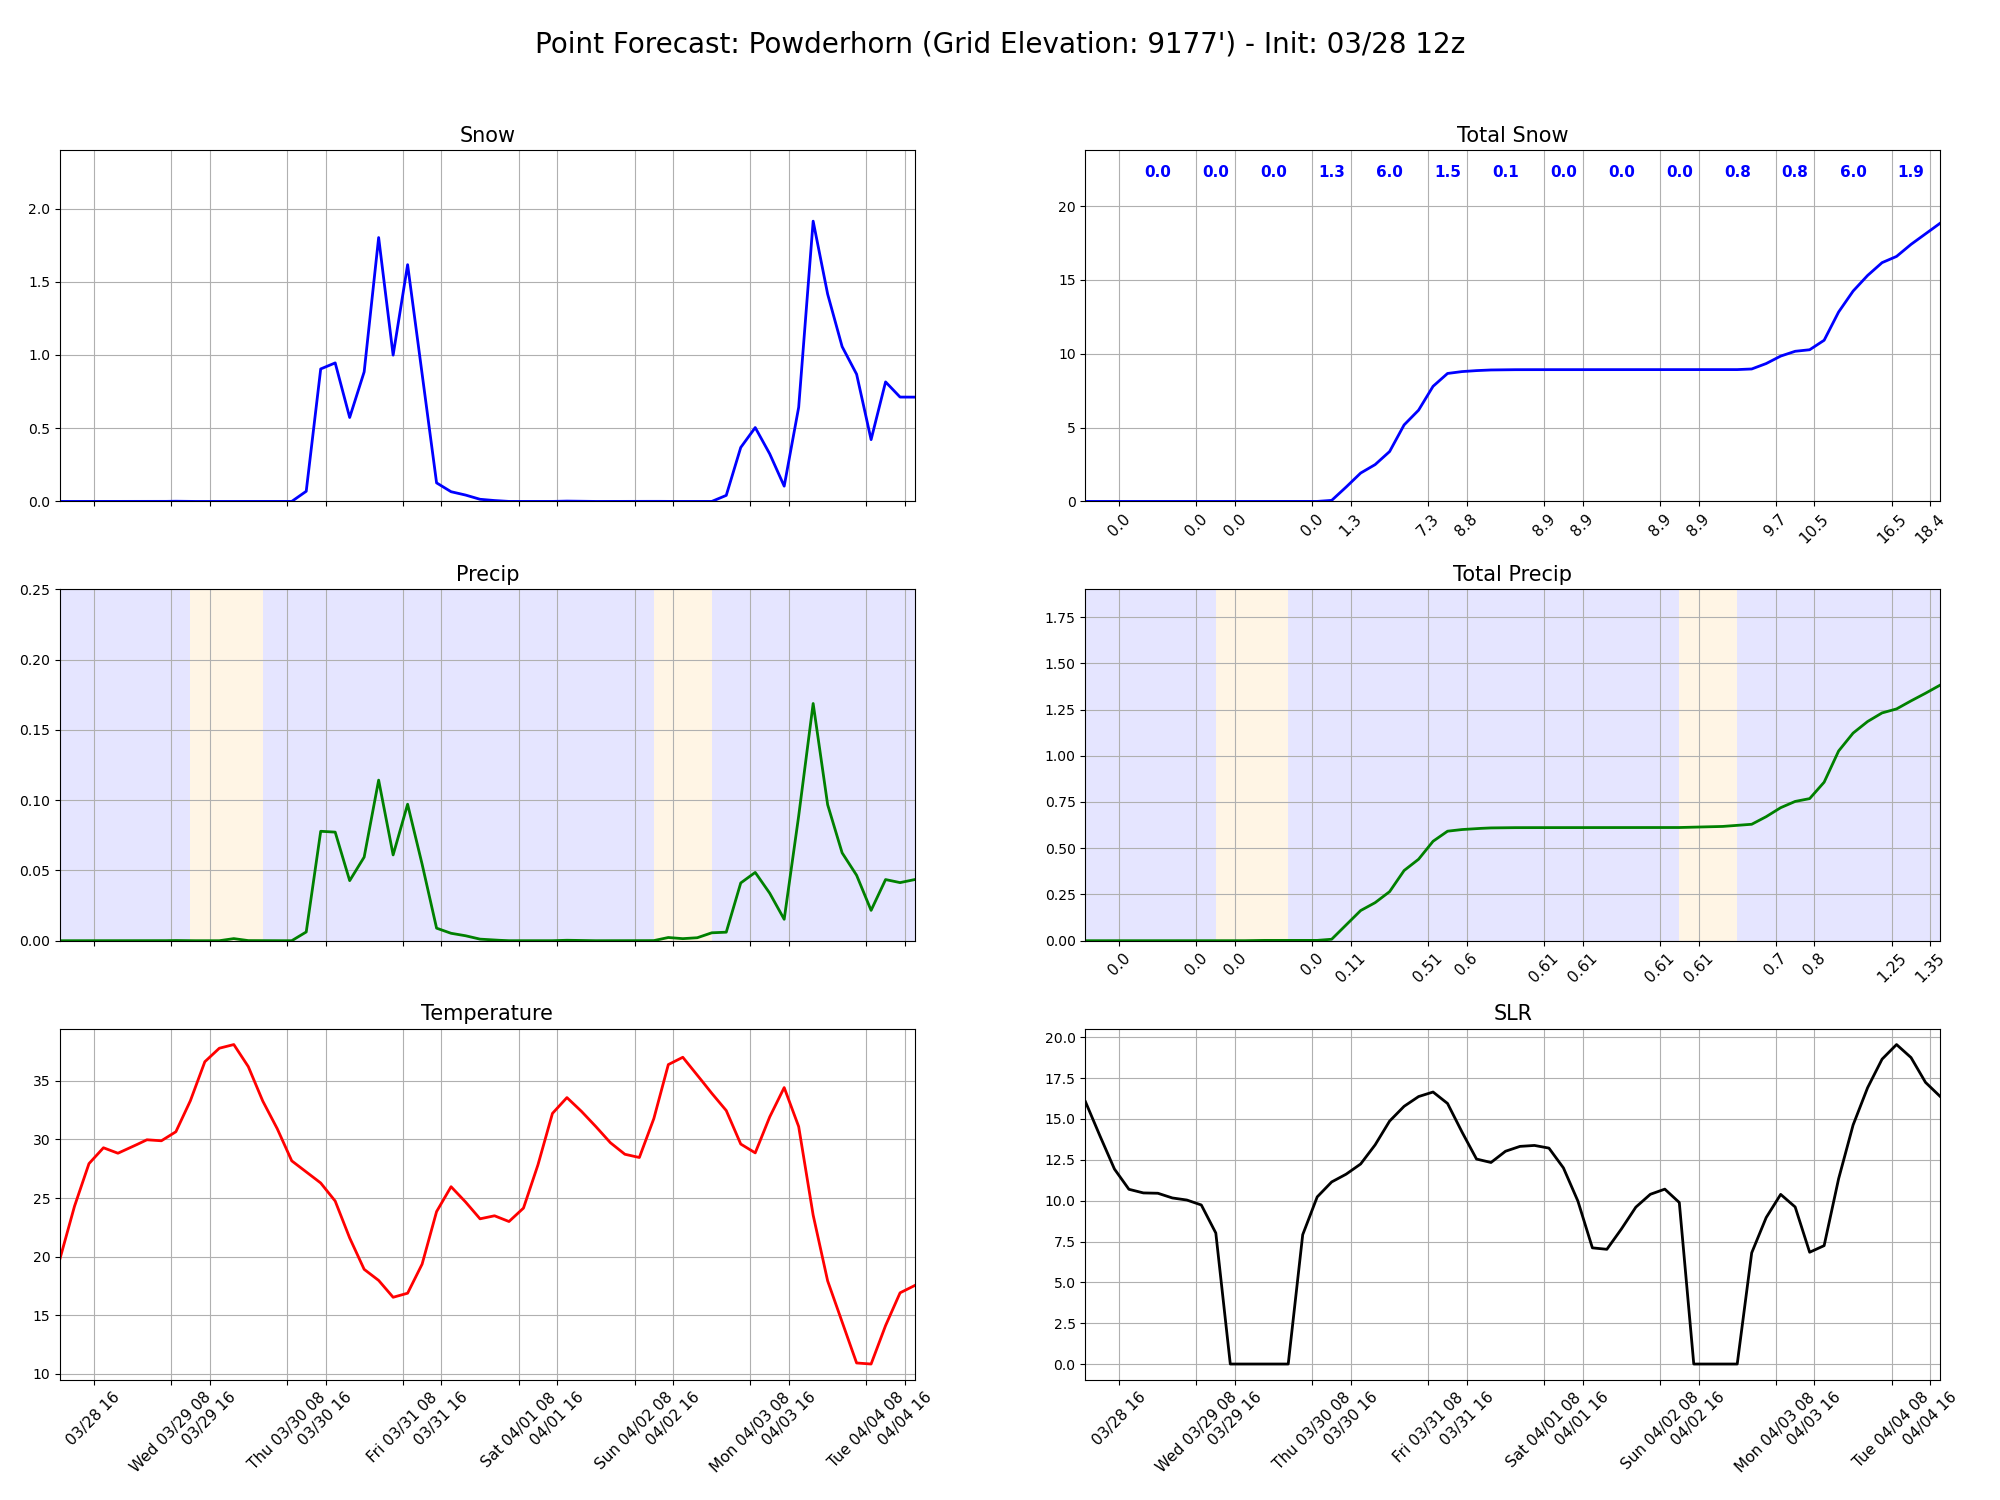 Point Forecast: Powderhorn (Grid Elevation: 9177') - Init: 03/28 12z
Snow
2.0
1.5
1.0
0.5
0.0
Total Snow
0.0 0.0 0.0 1.3 6.0 1.5 0.1 0.0 0.0 0.0 0.8 0.8 6.0 1.9
20
15
10
5
0
0.0 0.0 0.0 0.0 1.3 7.3 8.8 8.9 8.9 8.9 8.9 9.7 10.5 16.5 18.4
Precip
0.25
0.20
0.15
0.10
0.05
0.00
Total Precip
1.75
1.50
1.25
1.00
0.75
0.50
0.25
0.00
0.0 0.0 0.0 0.0 0.11 0.51 0.6 0.61 0.61 0.61 0.61 0.7 0.8 1.25 1.35
Temperature
35
30
25
20
15
10
03/28 16
Wed 03/29 08
03/29 16
Thu 03/30 08
03/30 16
Fri 03/31 08
03/31 16
Sat 04/01 08
04/01 16
Sun 04/02 08
04/02 16
Mon 04/03 08
04/03 16
Tue 04/04 08
04/04 16
SLR
20.0
17.5
15.0
12.5
10.0
7.5
5.0
2.5
0.0
03/28 16
Wed 03/29 08
03/29 16
Thu 03/30 08
03/30 16
Fri 03/31 08
03/31 16
Sat 04/01 08
04/01 16
Sun 04/02 08
04/02 16
Mon 04/03 08
04/03 16
Tue 04/04 08
04/04 16